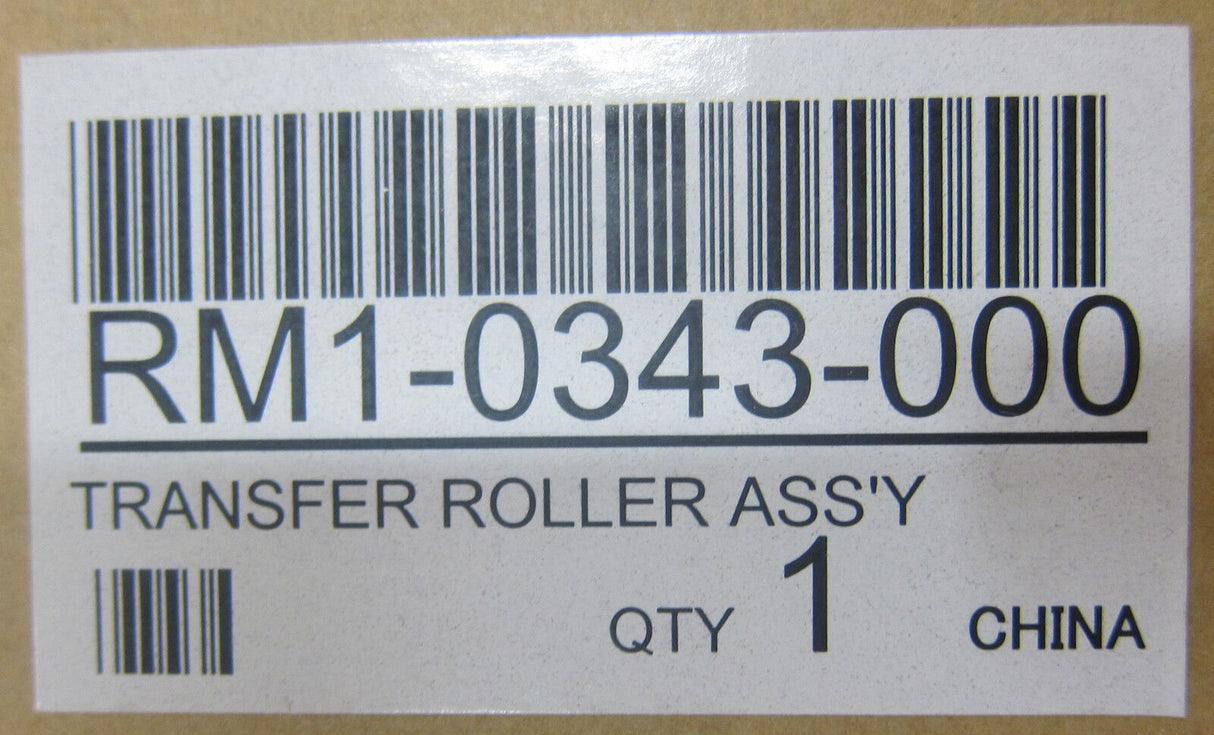 RM1-0343-000
TRANSFER ROLLER ASS'Y
QTY 1 CHINA